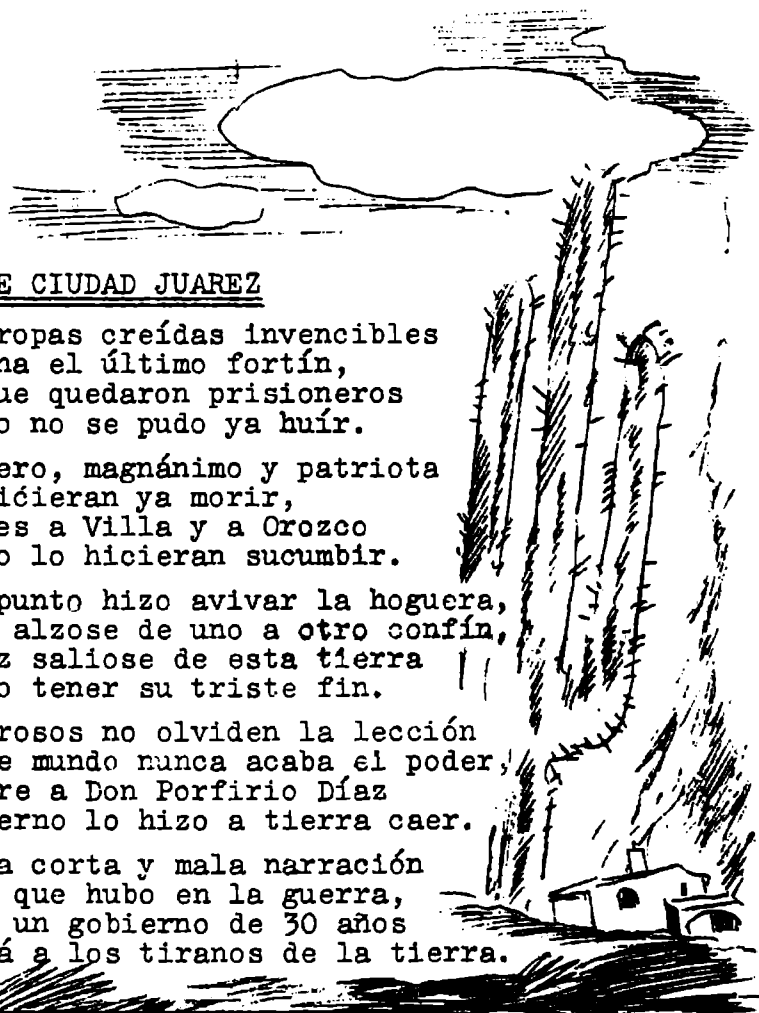 E CIUDAD JUAREZ
ropas creídas invencibles
na el último fortín,
ue quedaron prisioneros
o no se pudo ya huír.
ero, magnánimo y patriota
icieran ya morir,
es a Villa y a Orozco
o lo hicieran sucumbir.
punto hizo avivar la hoguera,
alzose de uno a otro confín,
z saliose de esta tierra
o tener su triste fin.
rosos no olviden la lección
e mundo nunca acaba el poder,
re a Don Porfirio Díaz
erno lo hizo a tierra caer.
a corta y mala narración
que hubo en la guerra,
un gobierno de 30 años
á a los tiranos de la tierra.